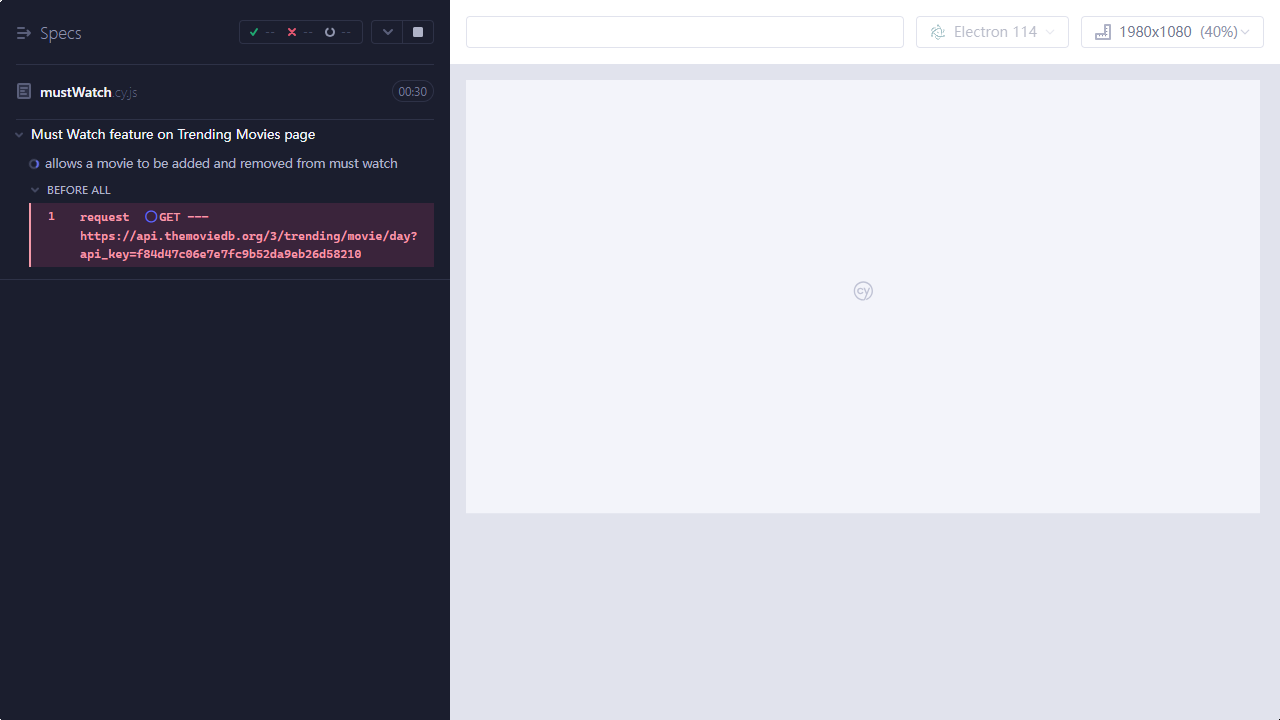 Specs
-- -- --
mustWatch.cy.js 00:30
Must Watch feature on Trending Movies page
allows a movie to be added and removed from must watch
BEFORE ALL
1 request GET ---
https://api.themoviedb.org/3/trending/movie/day?
api_key=f84d47c06e7e7fc9b52da9eb26d58210
Electron 114
1980x1080 (40%)
cy